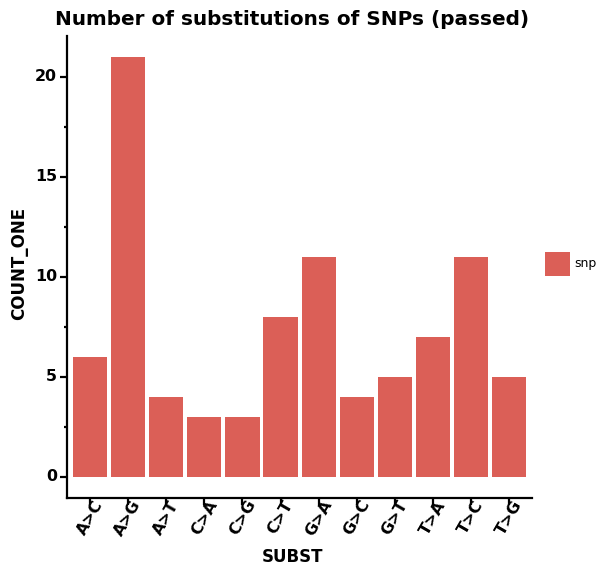 Number of substitutions of SNPs (passed)
COUNT_ONE
20
15
10
5
0
snp
A>C
A>G
A>T
C>A
C>G
C>T
G>A
G>C
G>T
T>A
T>C
T>G
SUBST